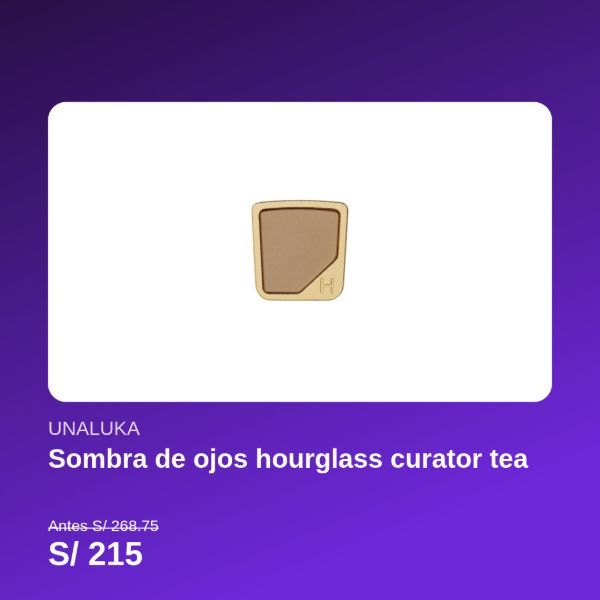 H
UNALUKA
Sombra de ojos hourglass curator tea
Antes S/ 268.75
S/ 215